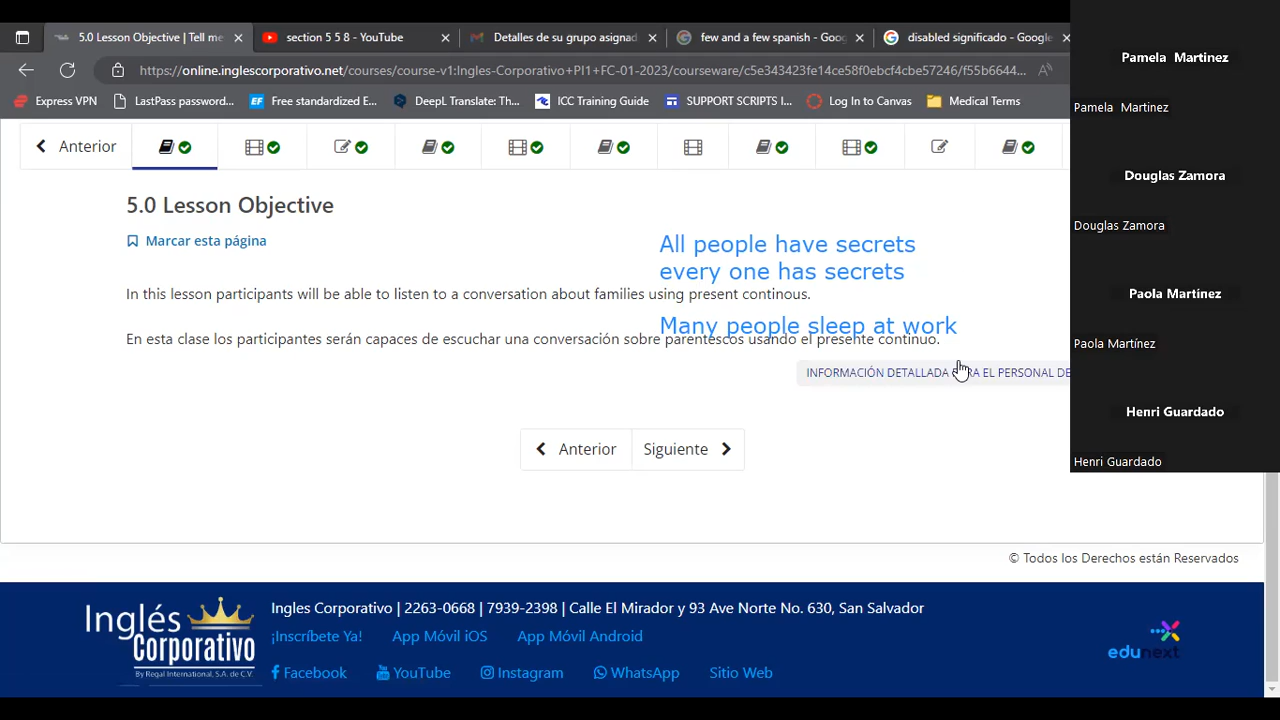 5.0 Lesson Objective | Tell me
section 5 5 8 - YouTube
Detalles de su grupo asignad
few and a few spanish - Goog
disabled significado - Google
https://online.inglescorporativo.net/courses/course-v1:Ingles-Corporativo+PI1+FC-01-2023/courseware/c5e343423fe14ce58f0ebcf4cbe57246/f55b6644...
Express VPN
LastPass password...
Free standardized E...
DeepL Translate: Th...
ICC Training Guide
SUPPORT SCRIPTS I...
Log In to Canvas
Medical Terms
Anterior
5.0 Lesson Objective
Marcar esta página
All people have secrets
every one has secrets
In this lesson participants will be able to listen to a conversation about families using present continous.
Many people sleep at work
En esta clase los participantes serán capaces de escuchar una conversación sobre parentescos usando el presente continuo.
INFORMACIÓN DETALLADA PARA EL PERSONAL DE
Anterior
Siguiente
© Todos los Derechos están Reservados
Inglés
Corporativo
By Regal International, S.A. de C.V.
Ingles Corporativo | 2263-0668 | 7939-2398 | Calle El Mirador y 93 Ave Norte No. 630, San Salvador
¡Inscríbete Ya!
App Móvil iOS
App Móvil Android
Facebook
YouTube
Instagram
WhatsApp
Sitio Web
edunext
Pamela Martinez
Pamela Martinez
Douglas Zamora
Douglas Zamora
Paola Martínez
Paola Martínez
Henri Guardado
Henri Guardado